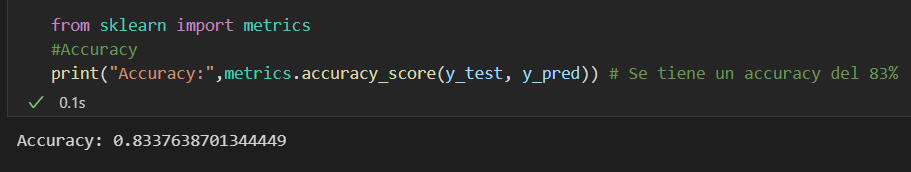 from sklearn import metrics
#Accuracy
print("Accuracy:",metrics.accuracy_score(y_test, y_pred)) # Se tiene un accuracy del 83%
✓ 0.1s
Accuracy: 0.8337638701344449